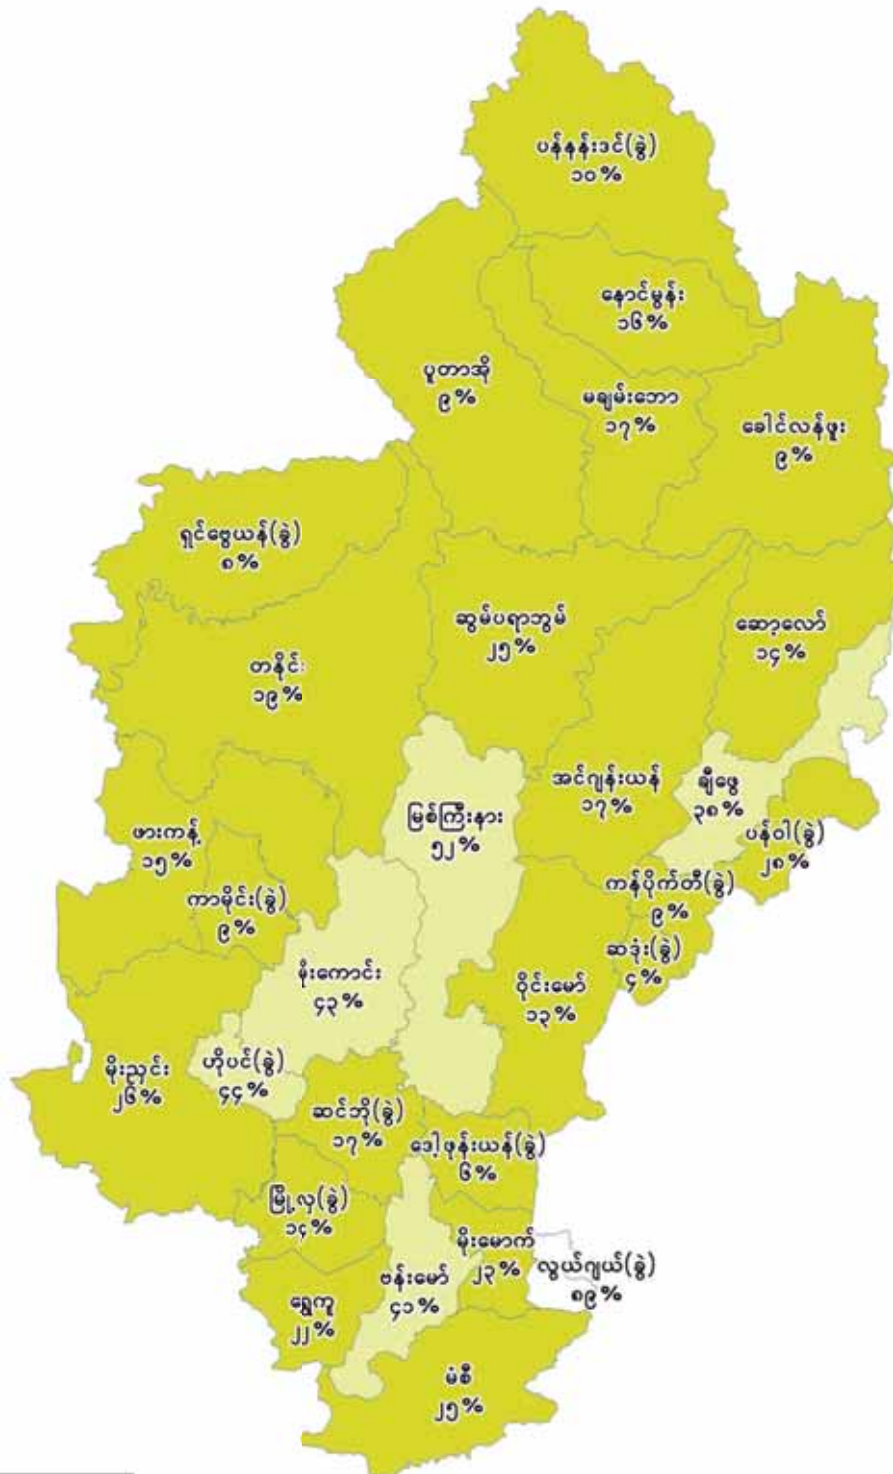 ပန်နန်းဒင်(ခွဲ)
၁၀%
နောင်မွန်း
၁၆%
ပူတာအို
၉%
မချမ်းဘော
၁၇%
ခေါင်လန်ဖူး
၉%
ရှင်ဗွေယန်(ခွဲ)
၈%
ဆွမ်ပရာဘွမ်
၂၅%
ဆော့လော်
၁၄%
တနိုင်း
၁၉%
အင်ဂျန်းယန်
၁၇%
ချီဖွေ
၃၈%
မြစ်ကြီးနား
၅၂%
ဖားကန့်
၁၅%
ပန်ဝါ(ခွဲ)
၂၈%
ကာမိုင်း(ခွဲ)
၉%
ကန်ပိုက်တီ(ခွဲ)
၉%
ဆဒုံး(ခွဲ)
၄%
မိုးကောင်း
၄၃%
ဝိုင်းမော်
၁၃%
မိုးညှင်း
၂၆%
ဟိုပင်(ခွဲ)
၄၄%
ဆင်ဘို(ခွဲ)
၁၇%
ဒေါ့ဖုန်းယန်(ခွဲ)
၆%
မြို့လှ(ခွဲ)
၁၄%
မိုးမောက်
၂၃%
လွယ်ဂျယ်(ခွဲ)
၈၉%
ဗန်းမော်
၄၁%
ရွှေကူ
၂၂%
မံစီ
၂၅%